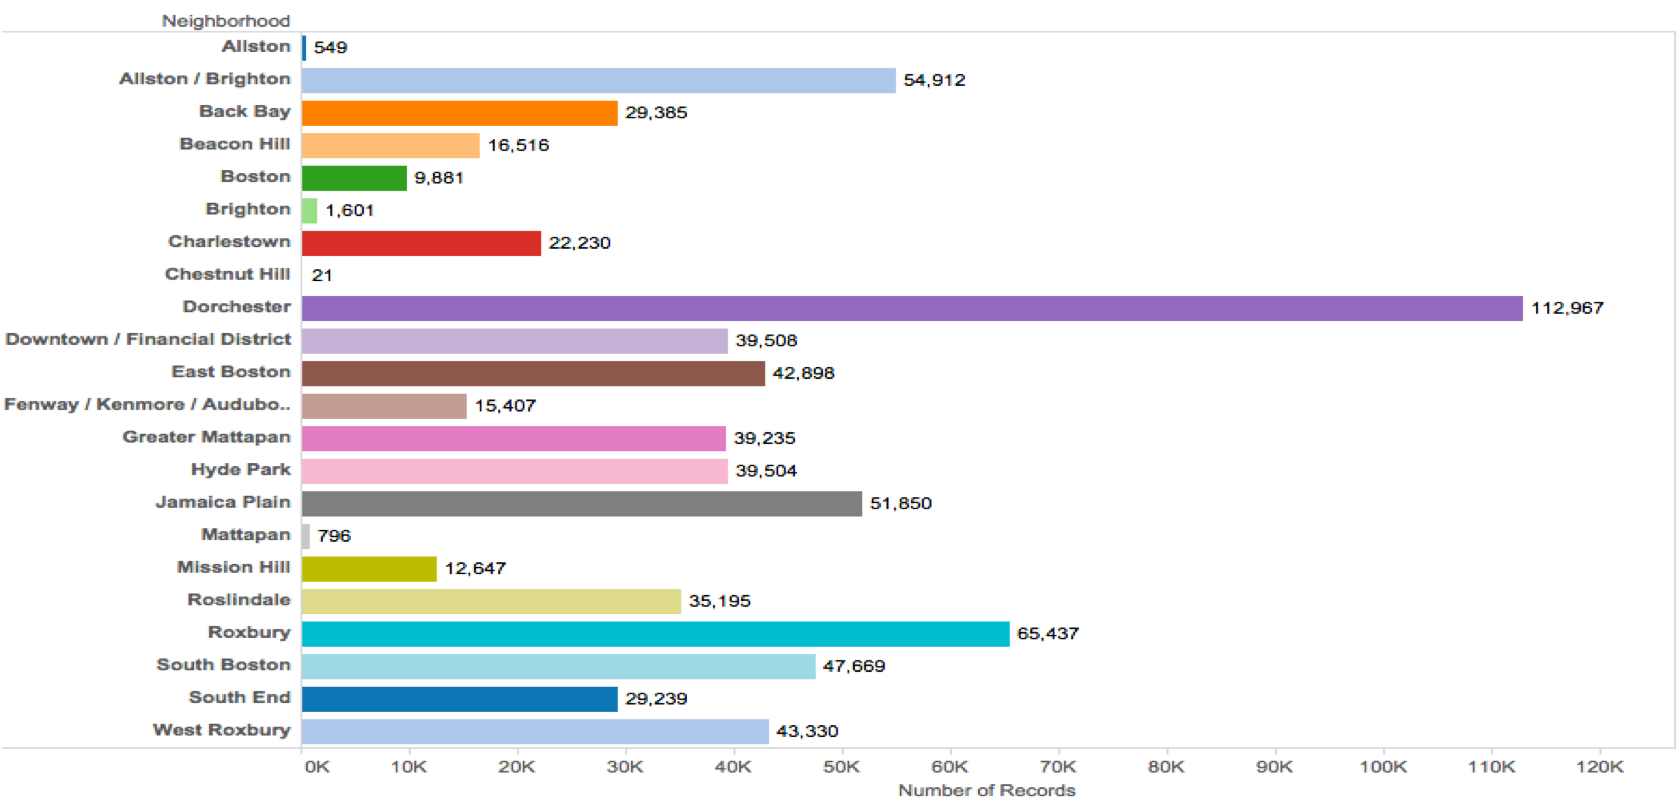 Neighborhood
Allston 549
Allston / Brighton 54,912
Back Bay 29,385
Beacon Hill 16,516
Boston 9,881
Brighton 1,601
Charlestown 22,230
Chestnut Hill 21
Dorchester 112,967
Downtown / Financial District 39,508
East Boston 42,898
Fenway / Kenmore / Audubo.. 15,407
Greater Mattapan 39,235
Hyde Park 39,504
Jamaica Plain 51,850
Mattapan 796
Mission Hill 12,647
Roslindale 35,195
Roxbury 65,437
South Boston 47,669
South End 29,239
West Roxbury 43,330
0K 10K 20K 30K 40K 50K 60K 70K 80K 90K 100K 110K 120K
Number of Records